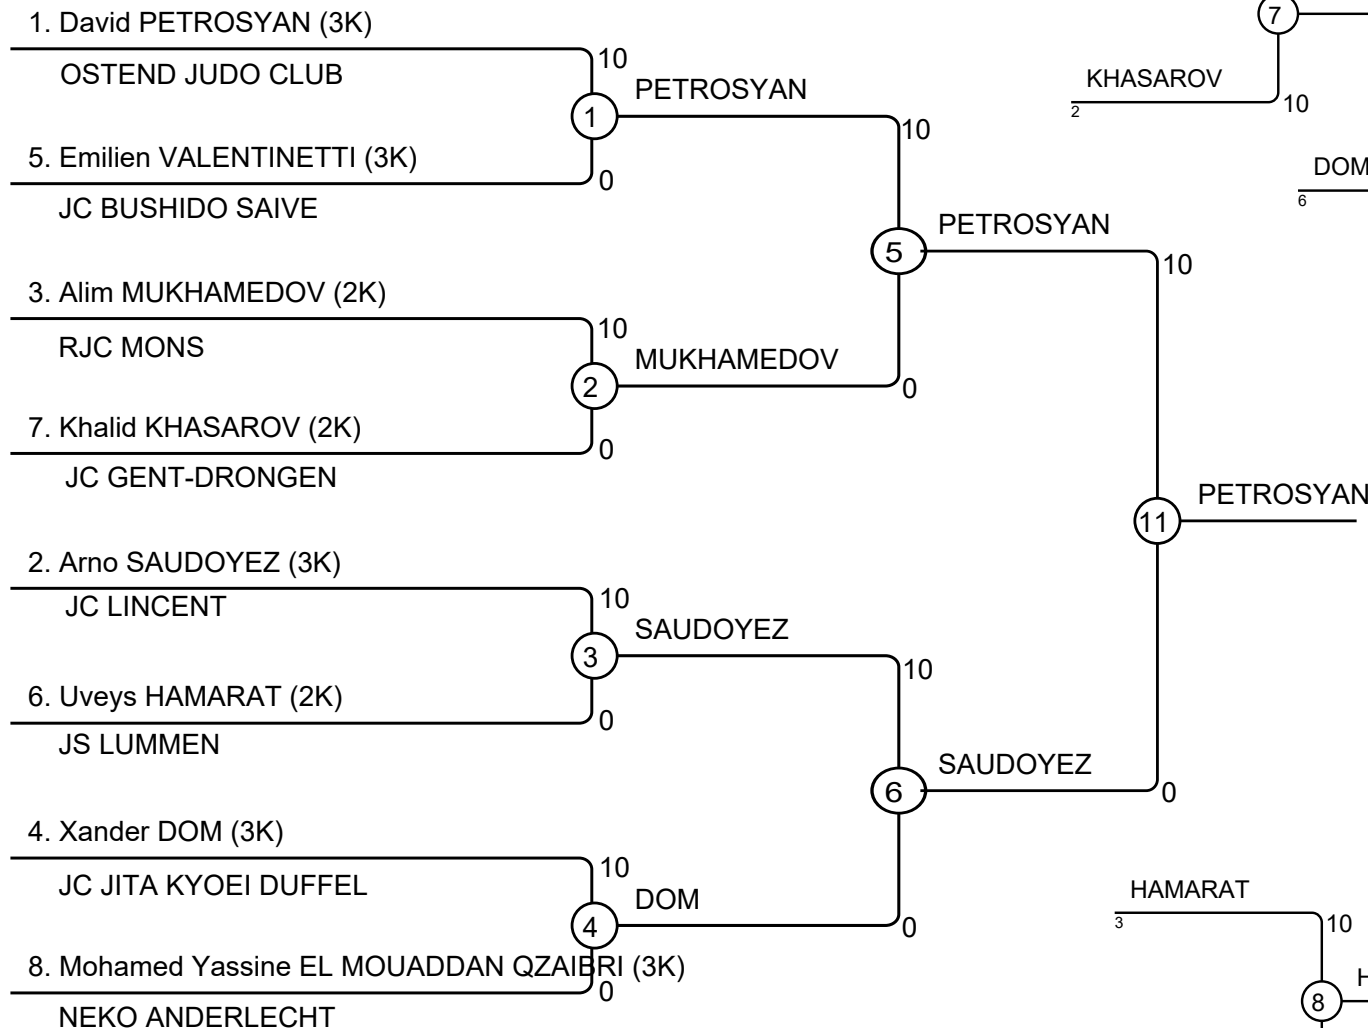 1. David PETROSYAN (3K)
OSTEND JUDO CLUB
10
1
PETROSYAN
5. Emilien VALENTINETTI (3K)
0
JC BUSHIDO SAIVE
10
5
PETROSYAN
3. Alim MUKHAMEDOV (2K)
RJC MONS
10
2
MUKHAMEDOV
0
7. Khalid KHASAROV (2K)
0
JC GENT-DRONGEN
10
11
PETROSYAN
2. Arno SAUDOYEZ (3K)
JC LINCENT
10
3
SAUDOYEZ
6. Uveys HAMARAT (2K)
0
JS LUMMEN
10
6
SAUDOYEZ
0
4. Xander DOM (3K)
JC JITA KYOEI DUFFEL
10
4
DOM
0
8. Mohamed Yassine EL MOUADDAN QZAIBRI (3K)
0
NEKO ANDERLECHT
7
KHASAROV
2
10
DOM
6
HAMARAT
3
10
8
H